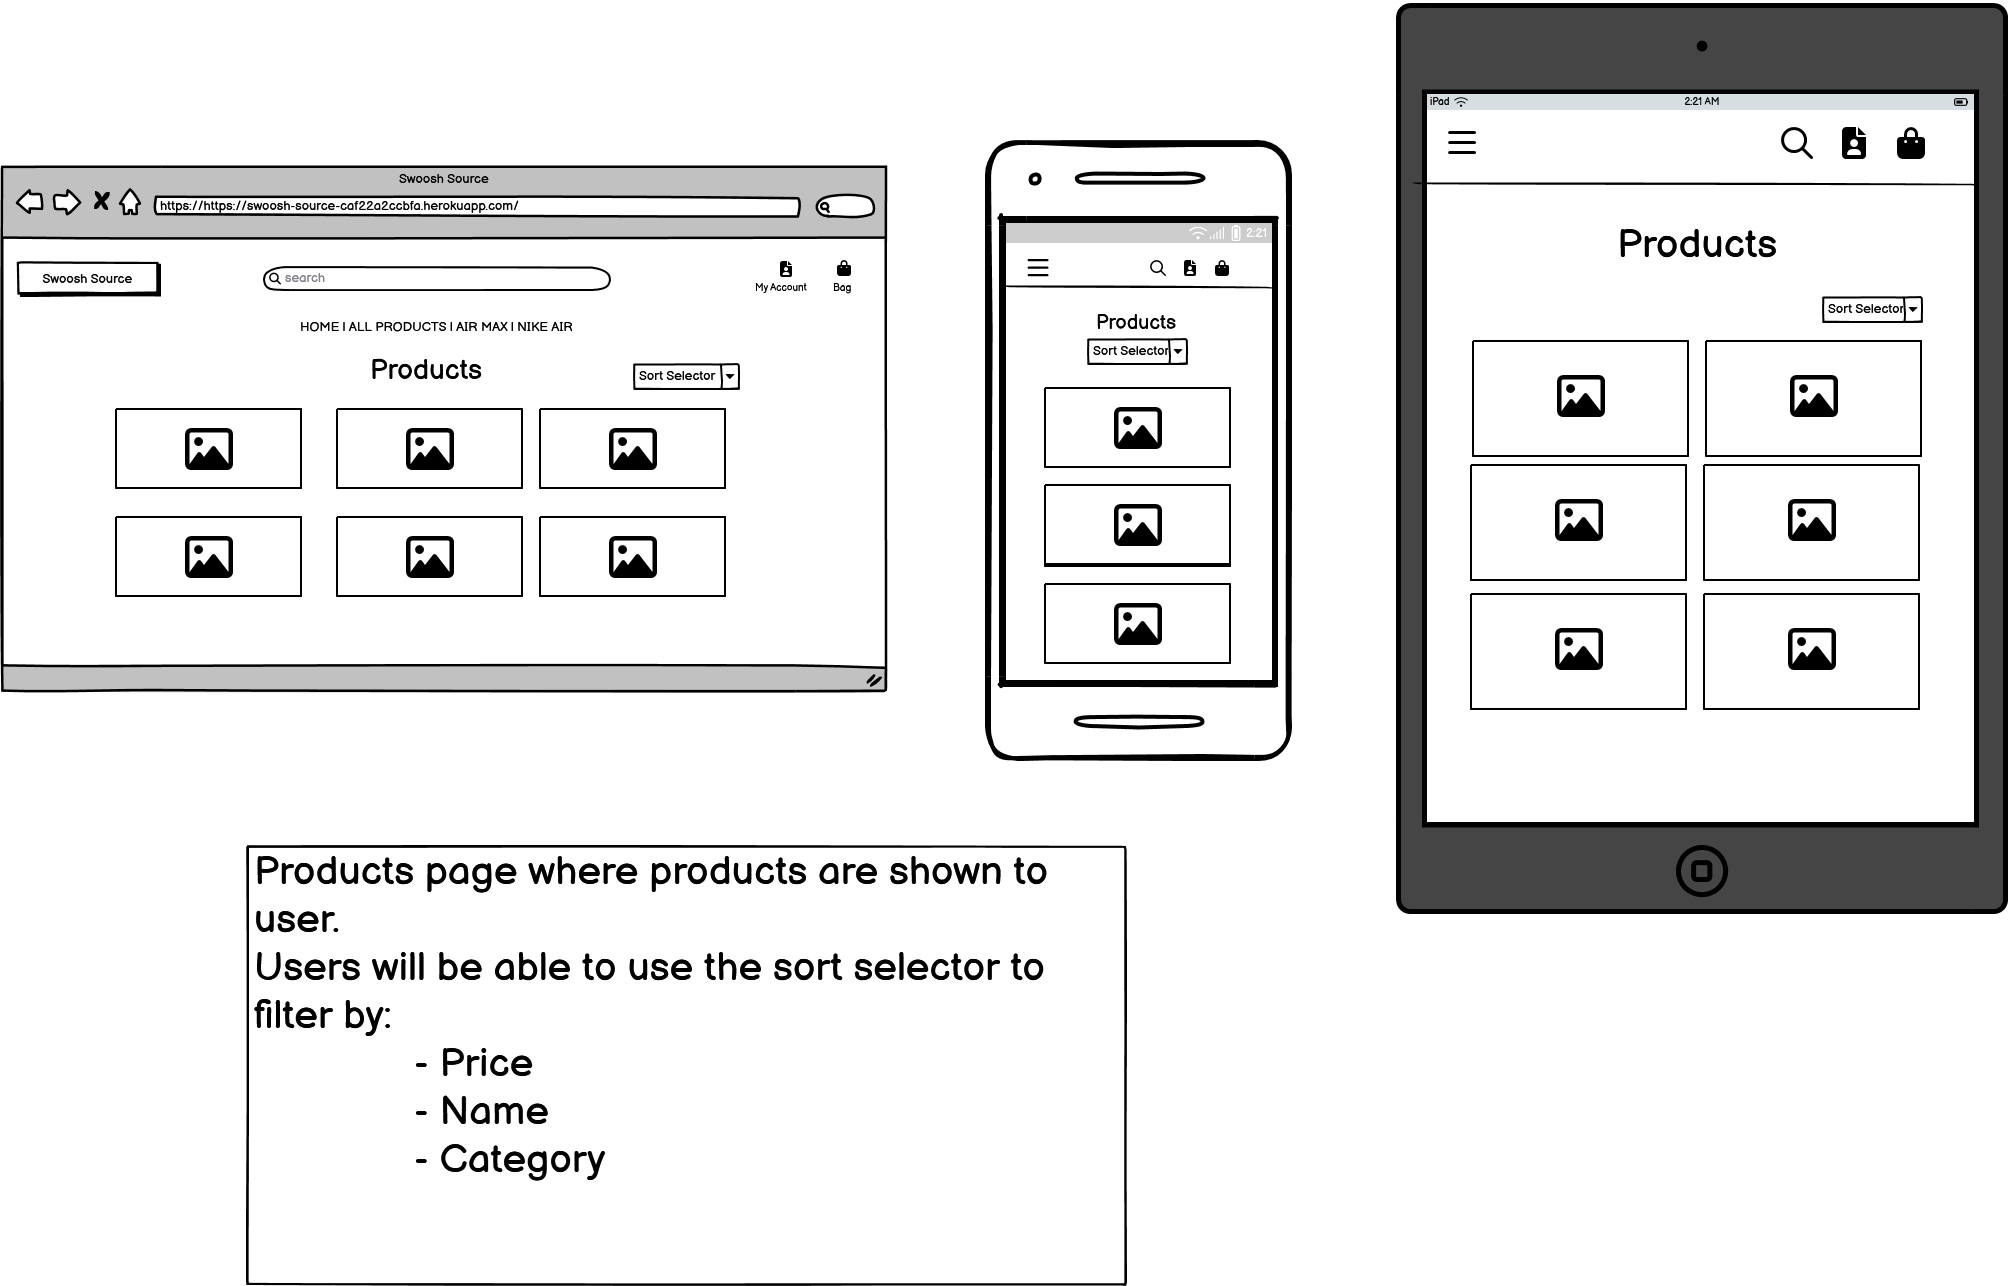 Swoosh Source
https://https://swoosh-source-caf22a2ccbfa.herokuapp.com/
Swoosh Source
search
My Account
Bag
HOME | ALL PRODUCTS | AIR MAX | NIKE AIR
Products
Sort Selector
2:21
Products
Sort Selector
iPad
2:21 AM
Products
Sort Selector
Products page where products are shown to
user.
Users will be able to use the sort selector to
filter by:
- Price
- Name
- Category